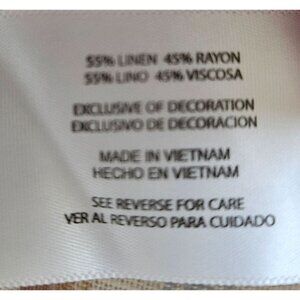 55% LINEN 45% RAYON
55% LINO 45% VISCOSA
EXCLUSIVE OF DECORATION
EXCLUSIVO DE DECORACION
MADE IN VIETNAM
HECHO EN VIETNAM
SEE REVERSE FOR CARE
VER AL REVERSO PARA CUIDADO